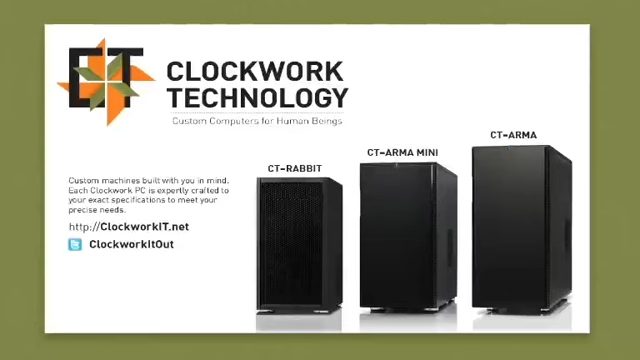 CT
CLOCKWORK
TECHNOLOGY
Custom Computers for Human Beings
CT-ARMA
CT-ARMA MINI
CT-RABBIT
Custom machines built with you in mind.
Each Clockwork PC is expertly crafted to
your exact specifications to meet your
precise needs.
http://ClockworkIT.net
ClockworkitOut